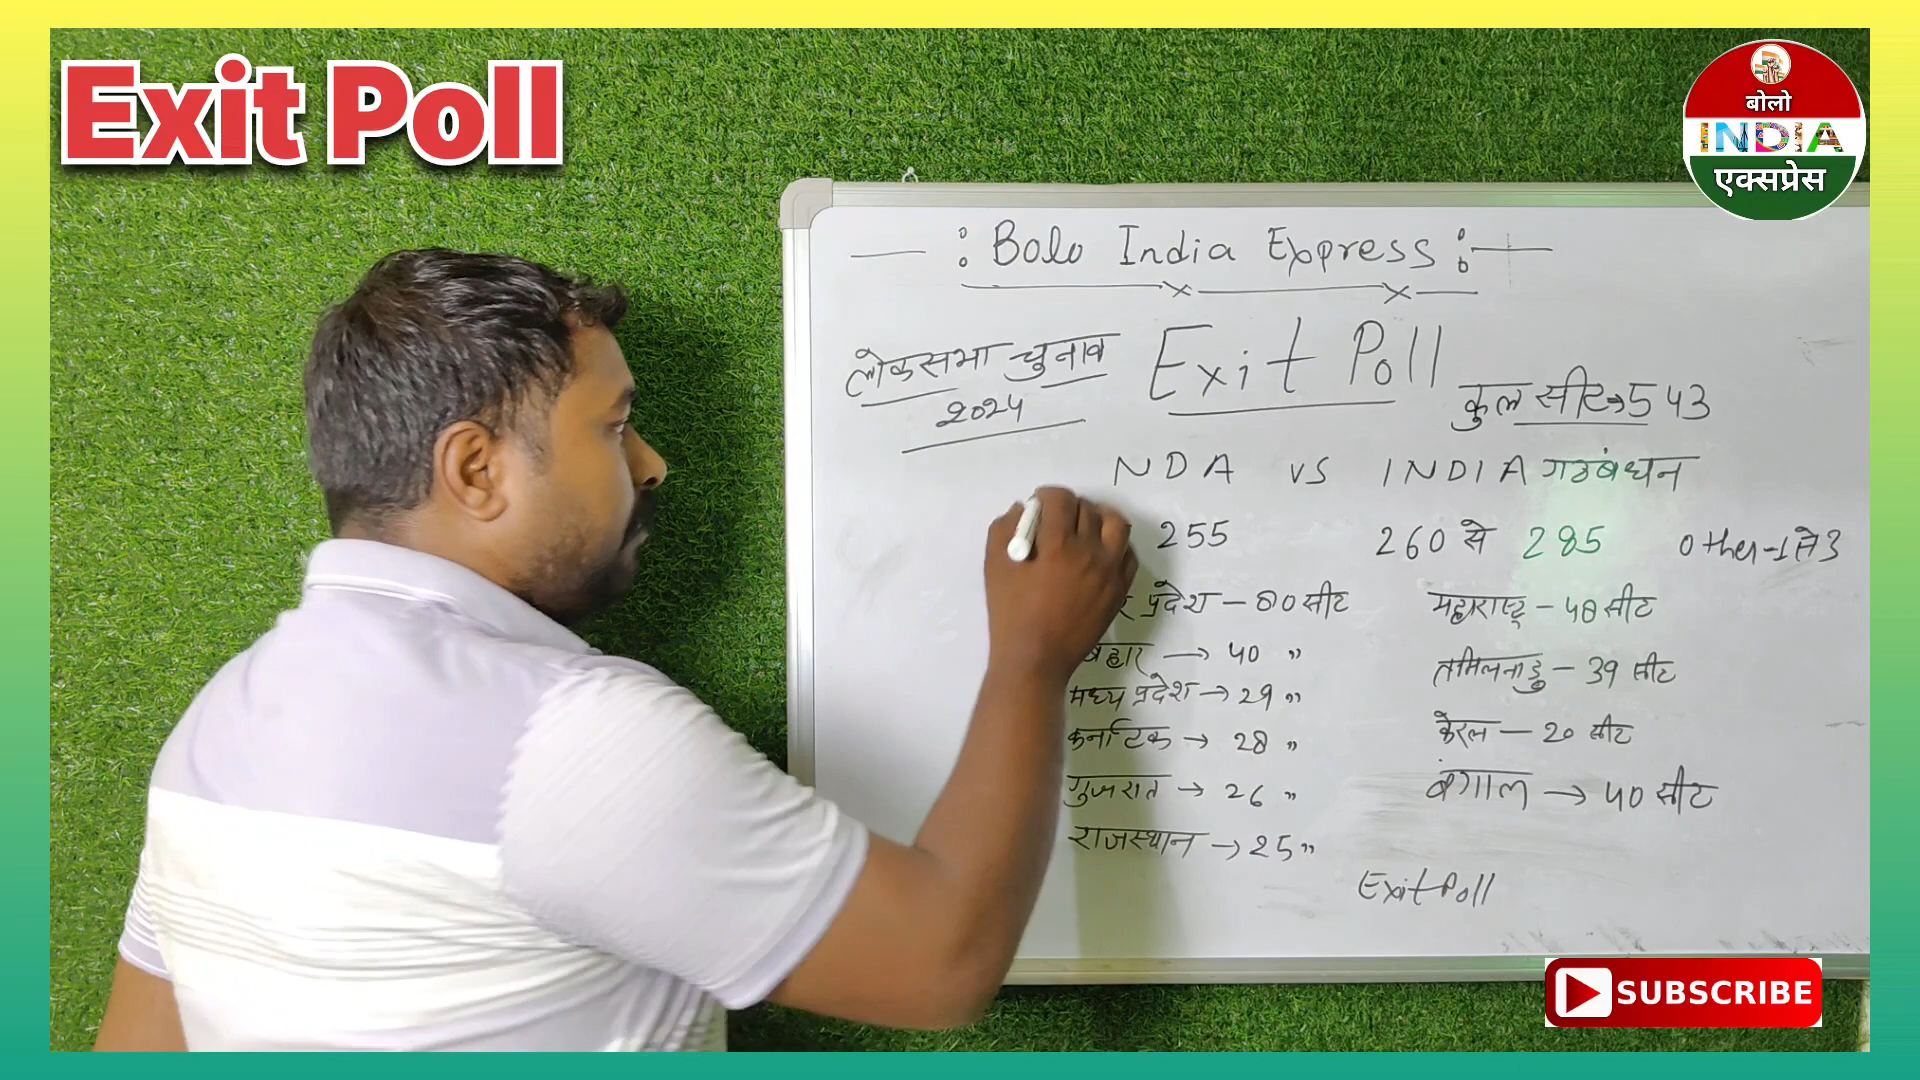 Exit Poll
बोलो
INDIA
एक्सप्रेस
Bolo India Express
लोकसभा चुनाव
2024
Exit Poll
कुल सीट→543
NDA vs INDIA गठबंधन
255
260 से 285
Other-1से3
प्रदेश - 80 सीट
महाराष्ट्र - 48 सीट
बिहार → 40 "
तमिलनाडु - 39 सीट
मध्य प्रदेश → 29 "
कर्नाटक → 28 "
केरल - 20 सीट
गुजरात → 26 "
बंगाल → 40 सीट
राजस्थान → 25 "
Exit Poll
SUBSCRIBE